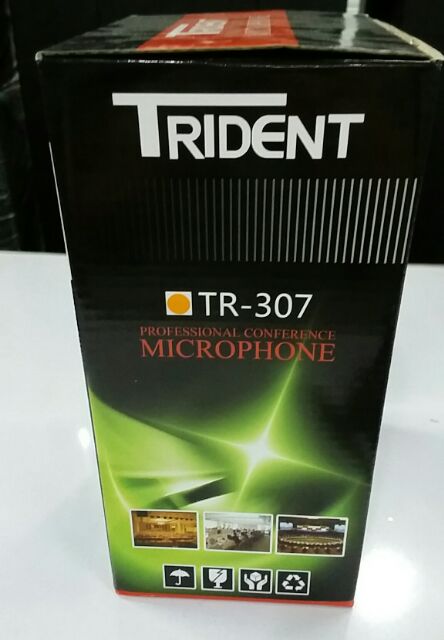 TRIDENT
TR-307
PROFESSIONAL CONFERENCE
MICROPHONE